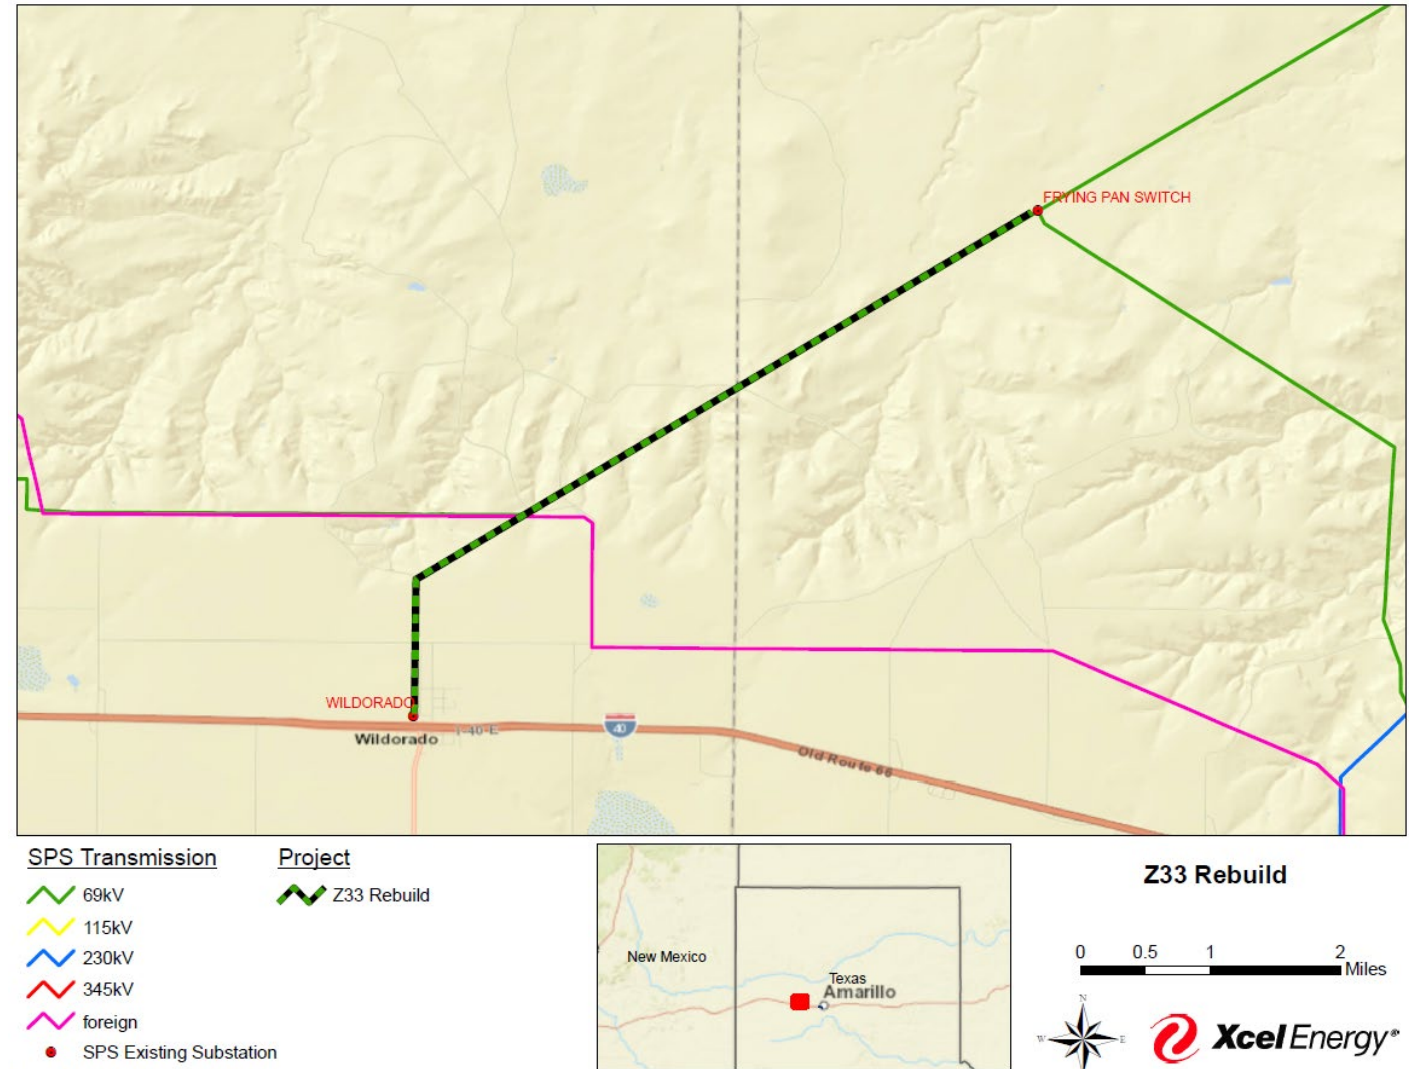 FRYING PAN SWITCH
WILDORADO
Wildorado
I-40-E
40
Old Route 66
SPS Transmission
69kV
115kV
230kV
345kV
foreign
SPS Existing Substation
Project
Z33 Rebuild
New Mexico
Texas
Amarillo
Z33 Rebuild
0 0.5 1 2
Miles
N
W E
Xcel Energy®